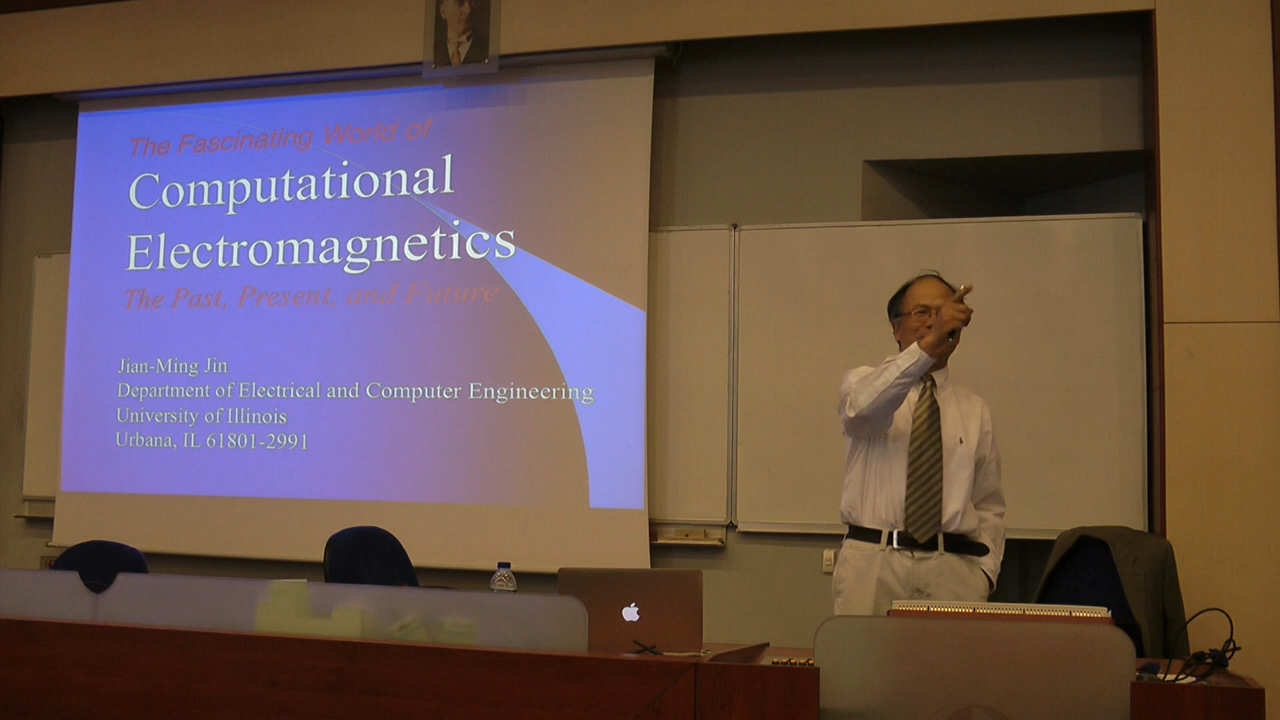 The Fascinating World of
Computational
Electromagnetics
The Past, Present, and Future
Jian-Ming Jin
Department of Electrical and Computer Engineering
University of Illinois
Urbana, IL 61801-2991